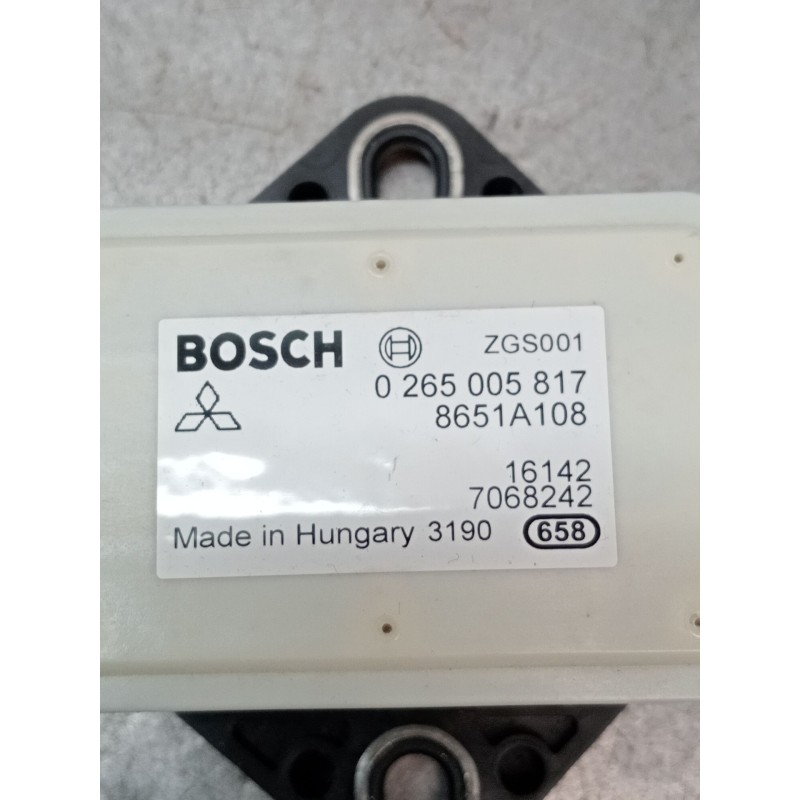 BOSCH ZGS001
0 265 005 817
8651A108
16142
7068242
Made in Hungary 3190 658